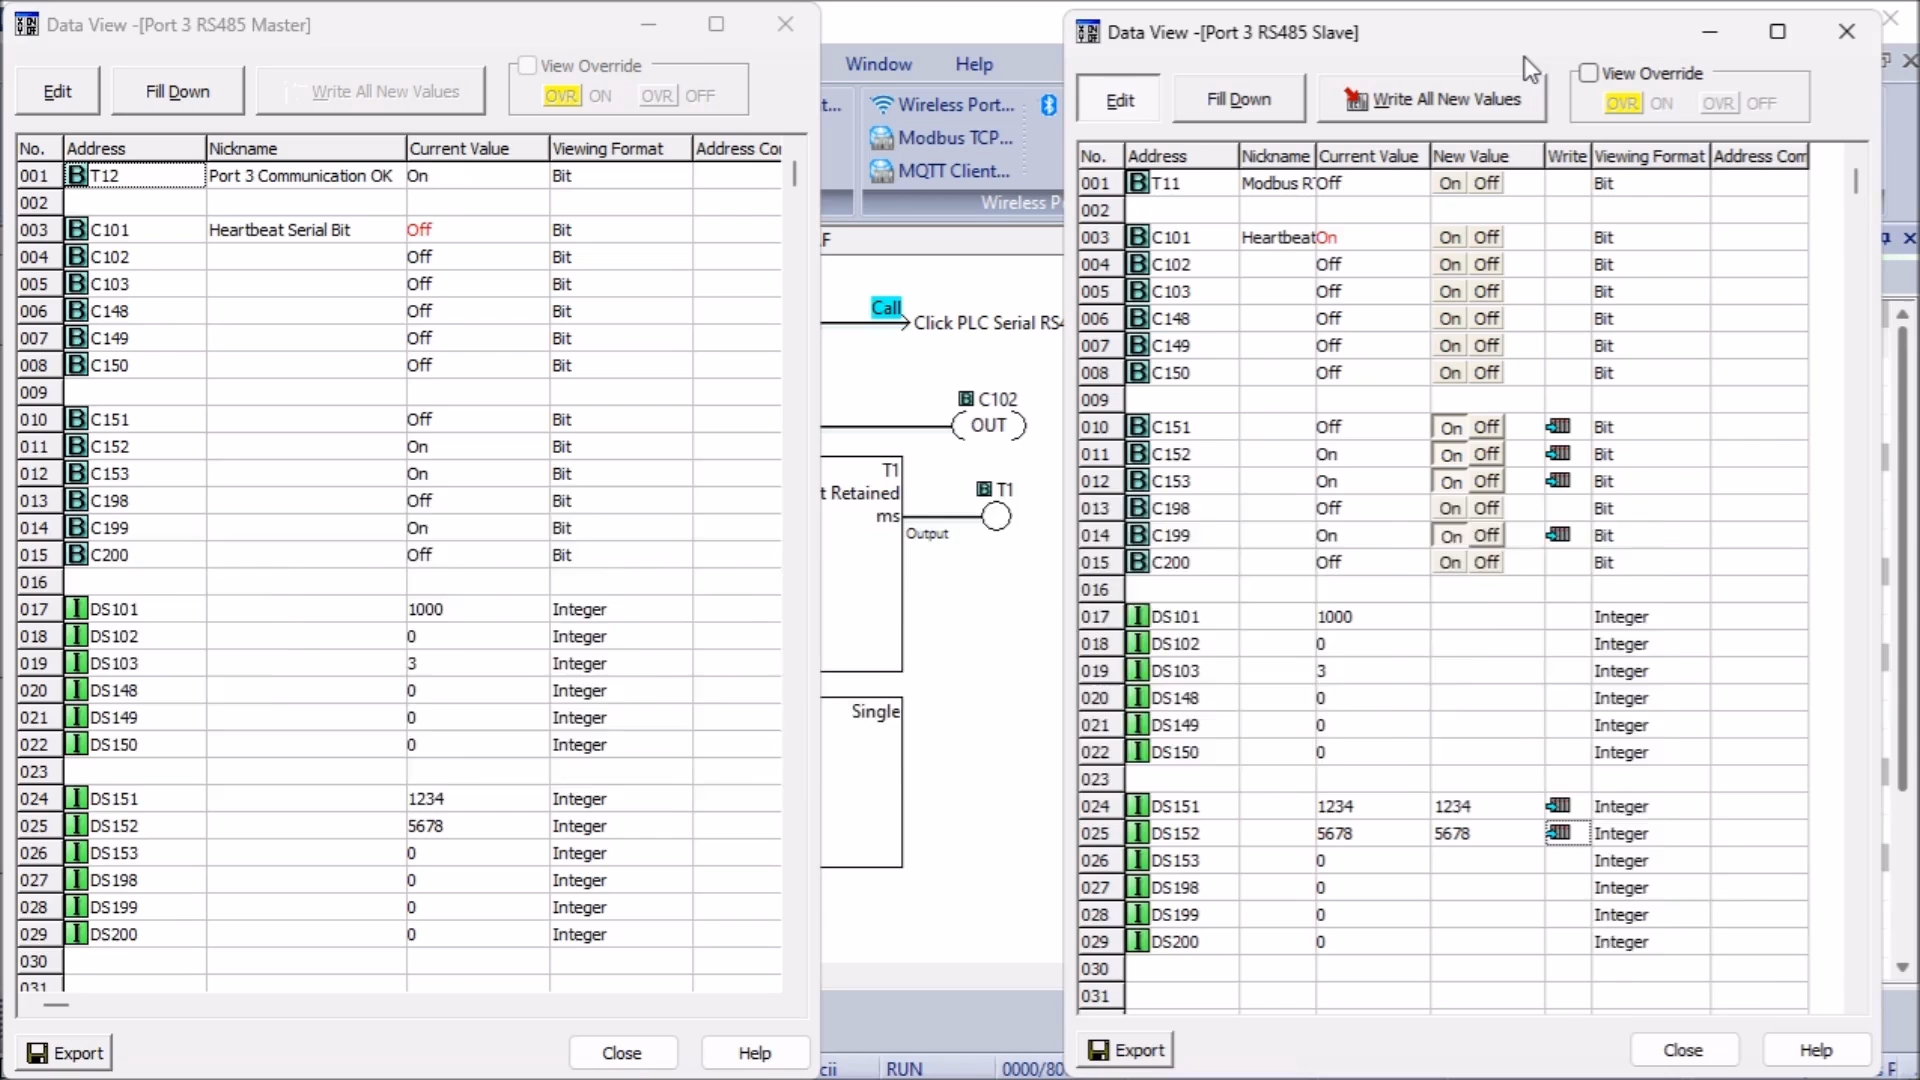 Data View -[Port 3 RS485 Master]
Edit
Fill Down
Write All New Values
View Override
OVR ON OVR OFF
No. Address Nickname Current Value Viewing Format Address Co
001 B T12 Port 3 Communication OK On Bit
002
003 B C101 Heartbeat Serial Bit Off Bit
004 B C102 Off Bit
005 B C103 Off Bit
006 B C148 Off Bit
007 B C149 Off Bit
008 B C150 Off Bit
009
010 B C151 Off Bit
011 B C152 On Bit
012 B C153 On Bit
013 B C198 Off Bit
014 B C199 On Bit
015 B C200 Off Bit
016
017 I DS101 1000 Integer
018 I DS102 0 Integer
019 I DS103 3 Integer
020 I DS148 0 Integer
021 I DS149 0 Integer
022 I DS150 0 Integer
023
024 I DS151 1234 Integer
025 I DS152 5678 Integer
026 I DS153 0 Integer
027 I DS198 0 Integer
028 I DS199 0 Integer
029 I DS200 0 Integer
030
031
Export
Close
Help
Window Help
t...
Wireless Port...
Modbus TCP...
MQTT Client...
Wireless P
F
Call
Click PLC Serial RS4
B C102
OUT
T1
t Retained
ms
B T1
Output
Single
cii RUN 0000/80
Data View -[Port 3 RS485 Slave]
Edit
Fill Down
Write All New Values
View Override
OVR ON OVR OFF
No. Address Nickname Current Value New Value Write Viewing Format Address Com
001 B T11 Modbus R Off On Off Bit
002
003 B C101 Heartbeat On On Off Bit
004 B C102 Off On Off Bit
005 B C103 Off On Off Bit
006 B C148 Off On Off Bit
007 B C149 Off On Off Bit
008 B C150 Off On Off Bit
009
010 B C151 Off On Off Bit
011 B C152 On On Off Bit
012 B C153 On On Off Bit
013 B C198 Off On Off Bit
014 B C199 On On Off Bit
015 B C200 Off On Off Bit
016
017 I DS101 1000 Integer
018 I DS102 0 Integer
019 I DS103 3 Integer
020 I DS148 0 Integer
021 I DS149 0 Integer
022 I DS150 0 Integer
023
024 I DS151 1234 1234 Integer
025 I DS152 5678 5678 Integer
026 I DS153 0 Integer
027 I DS198 0 Integer
028 I DS199 0 Integer
029 I DS200 0 Integer
030
031
Export
Close
Help